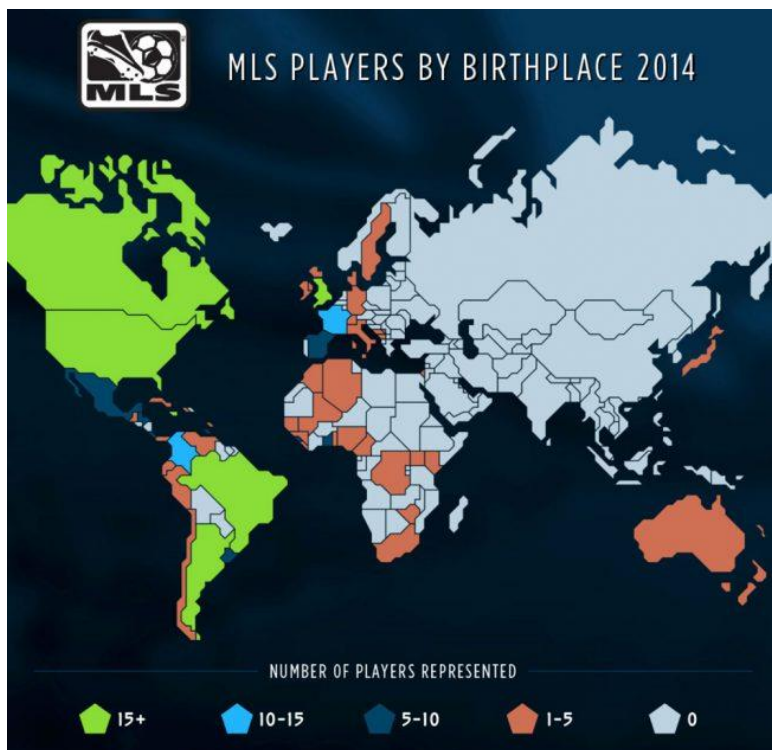 MLS
MLS PLAYERS BY BIRTHPLACE 2014
NUMBER OF PLAYERS REPRESENTED
15+
10-15
5-10
1-5
0